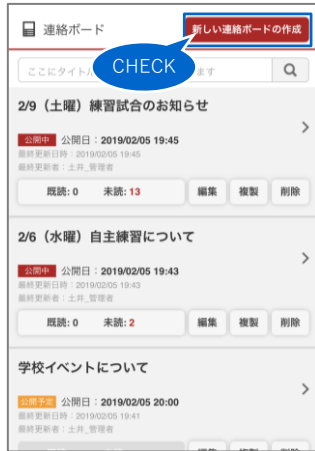 連絡ボード
新しい連絡ボードの作成
CHECK
ここにタイトル ます
2/9（土曜）練習試合のお知らせ
公開中 公開日：2019/02/05 19:45
最終更新日時：2019/02/05 19:45
最終更新者：土井_管理者
既読: 0 未読: 13 編集 複製 削除
2/6（水曜）自主練習について
公開中 公開日：2019/02/05 19:43
最終更新日時：2019/02/05 19:43
最終更新者：土井_管理者
既読: 0 未読: 2 編集 複製 削除
学校イベントについて
公開予定 公開日：2019/02/05 20:00
最終更新日時：2019/02/05 19:41
最終更新者：土井_管理者